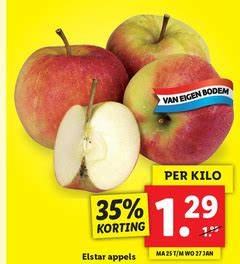 VAN EIGEN BODEM
PER KILO
35%
KORTING
1.29
Elstar appels
MA 25 T/M WO 27 JAN